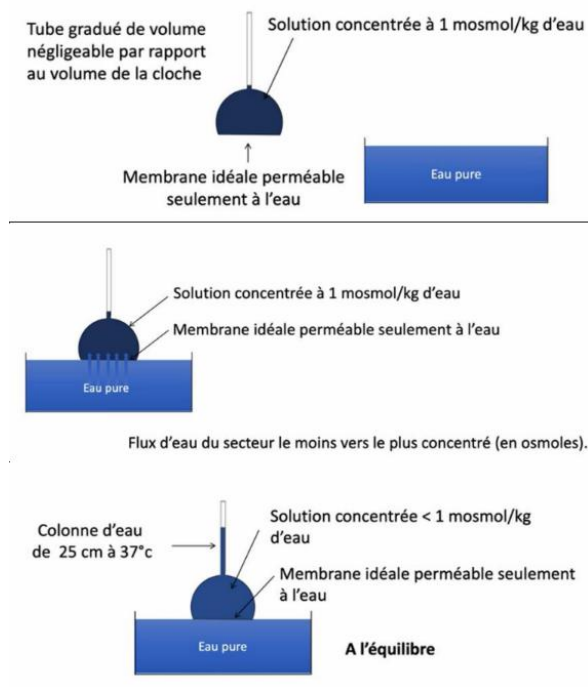 Tube gradué de volume
négligeable par rapport
au volume de la cloche
Solution concentrée à 1 mosmol/kg d'eau
Membrane idéale perméable
seulement à l'eau
Eau pure
Solution concentrée à 1 mosmol/kg d'eau
Membrane idéale perméable seulement à l'eau
Eau pure
Flux d'eau du secteur le moins vers le plus concentré (en osmoles).
Colonne d'eau
de 25 cm à 37°c
Solution concentrée < 1 mosmol/kg
d'eau
Membrane idéale perméable seulement
à l'eau
Eau pure
A l'équilibre